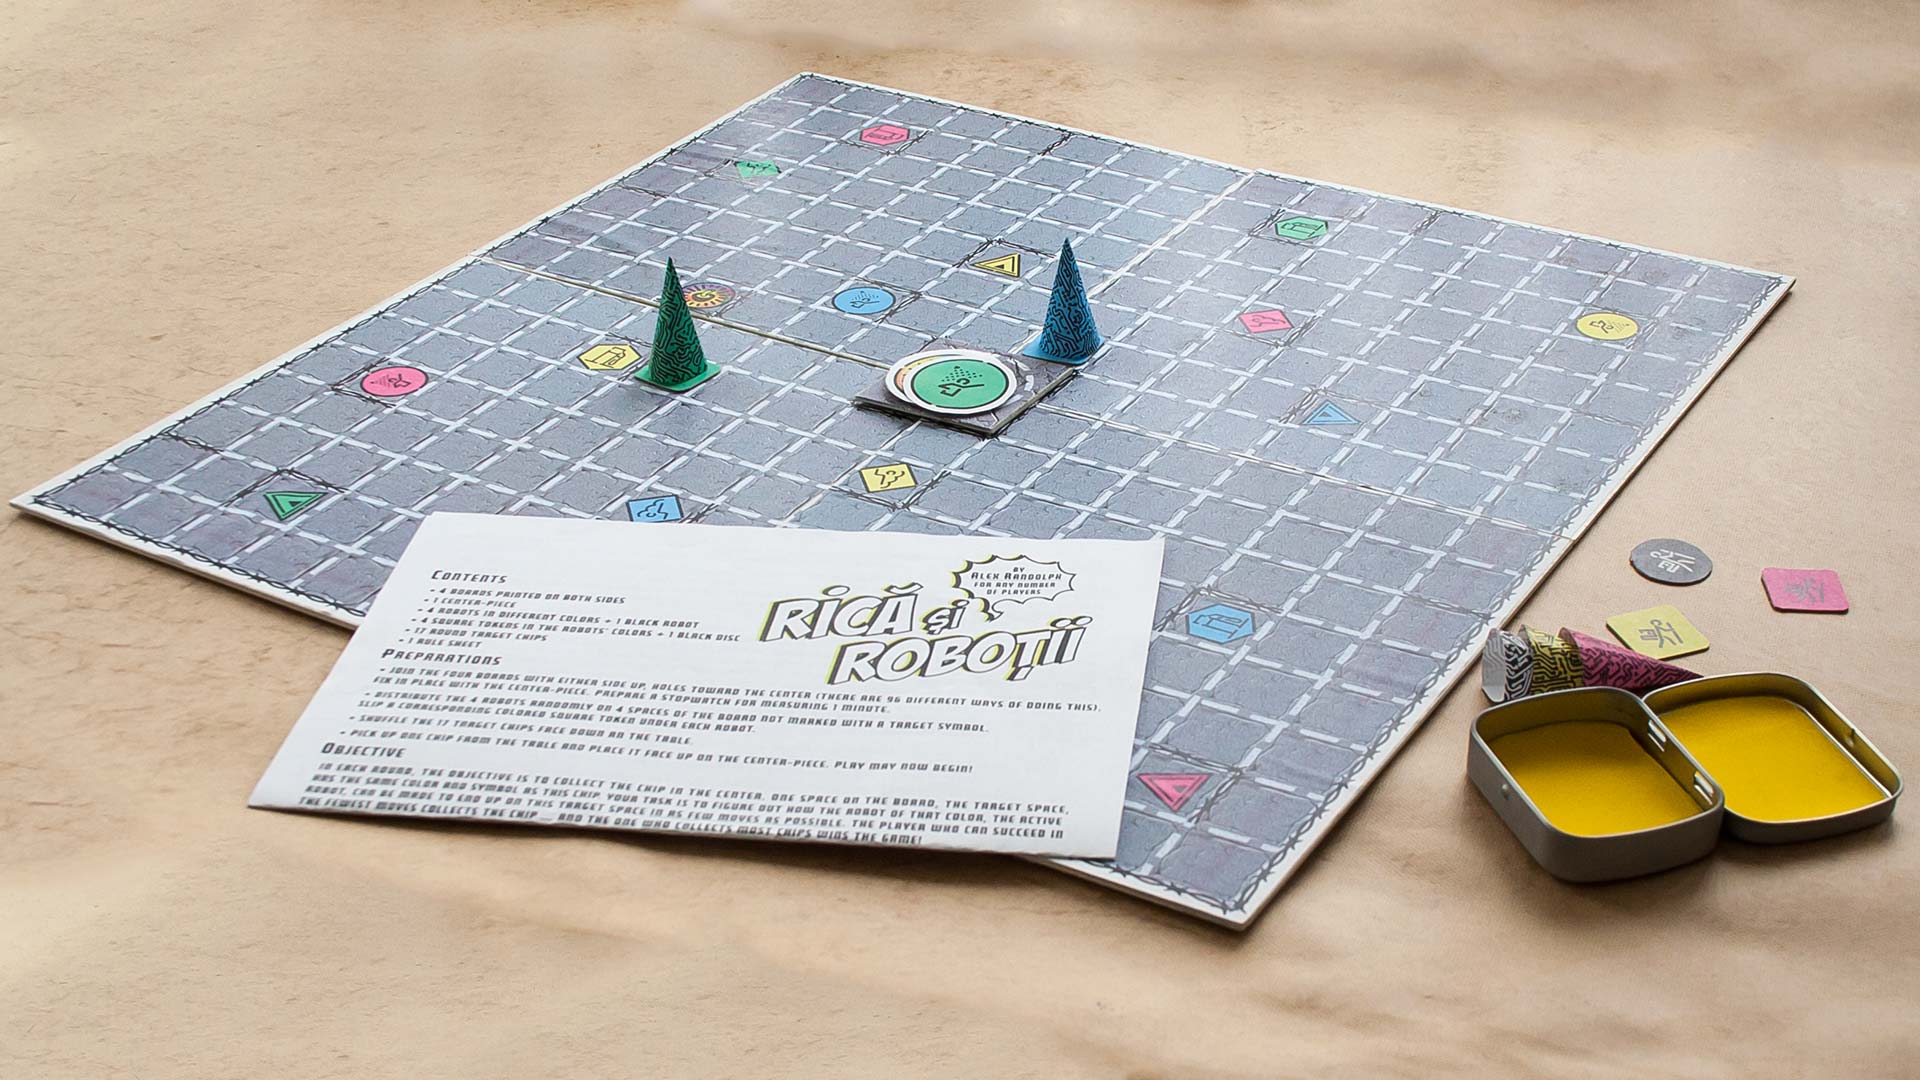 CONTENTS
- 4 BOARDS PRINTED ON BOTH SIDES
- 1 CENTER-PIECE
- 4 ROBOTS IN DIFFERENT COLORS + 1 BLACK ROBOT
- 4 SQUARE TOKENS IN THE ROBOTS' COLORS + 1 BLACK DISC
- 17 ROUND TARGET CHIPS
- 1 RULE SHEET
BY
ALEX RANDOLPH
FOR ANY NUMBER
OF PLAYERS
RICĂ ȘI
ROBOȚII
PREPARATIONS
- JOIN THE FOUR BOARDS WITH EITHER SIDE UP, HOLES TOWARD THE CENTER (THERE ARE 96 DIFFERENT WAYS OF DOING THIS).
FIX IN PLACE WITH THE CENTER-PIECE. PREPARE A STOPWATCH FOR MEASURING 1 MINUTE.
- DISTRIBUTE THE 4 ROBOTS RANDOMLY ON 4 SPACES OF THE BOARD NOT MARKED WITH A TARGET SYMBOL.
SLIP A CORRESPONDING COLORED SQUARE TOKEN UNDER EACH ROBOT.
- SHUFFLE THE 17 TARGET CHIPS FACE DOWN AN THE TABLE.
- PICK UP ONE CHIP FROM THE TABLE AND PLACE IT FACE UP ON THE CENTER-PIECE. PLAY MAY NOW BEGIN!
OBJECTIVE
IN EACH ROUND, THE OBJECTIVE IS TO COLLECT THE CHIP IN THE CENTER. ONE SPACE ON THE BOARD, THE TARGET SPACE,
HAS THE SAME COLOR AND SYMBOL AS THIS CHIP. YOUR TASK IS TO FIGURE OUT HOW THE ROBOT OF THAT COLOR, THE ACTIVE
ROBOT, CAN BE MADE TO END UP ON THIS TARGET SPACE IN AS FEW MOVES AS POSSIBLE. THE PLAYER WHO CAN SUCCEED IN
THE FEWEST MOVES COLLECTS THE CHIP ... AND THE ONE WHO COLLECTS MOST CHIPS WINS THE GAME!